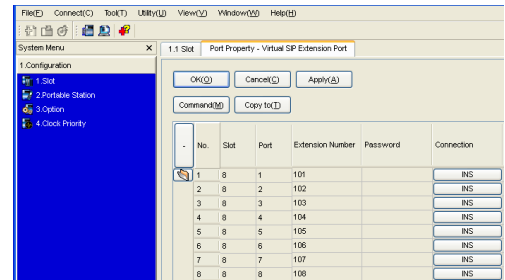 File(F) Connect(C) Tool(T) Utility(U) View(V) Window(W) Help(H)
System Menu X
1.1 Slot Port Property - Virtual SIP Extension Port
1.Configuration
1.Slot
2.Portable Station
3.Option
4.Clock Priority
OK(O) Cancel(C) Apply(A)
Command(M) Copy to(T)
- No. Slot Port Extension Number Password Connection
1 8 1 101 INS
2 8 2 102 INS
3 8 3 103 INS
4 8 4 104 INS
5 8 5 105 INS
6 8 6 106 INS
7 8 7 107 INS
8 8 8 108 INS